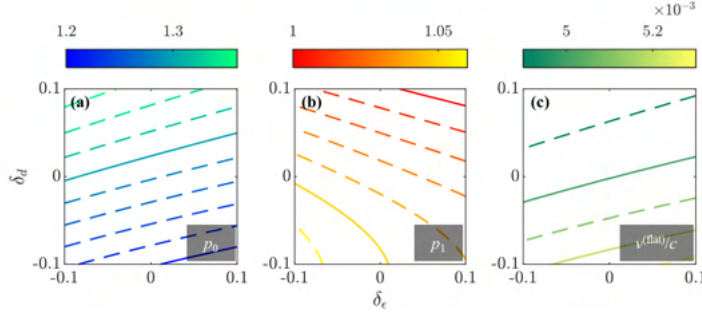 ×10⁻³
1.2 1.3 1 1.05 5 5.2
0.1 0.1 0.1
(a) (b) (c)
δ_d 0 0 0
p₀ p₁ v^(flat)/c
-0.1 -0.1 -0.1
-0.1 0 0.1 -0.1 0 0.1 -0.1 0 0.1
δ_ϵ